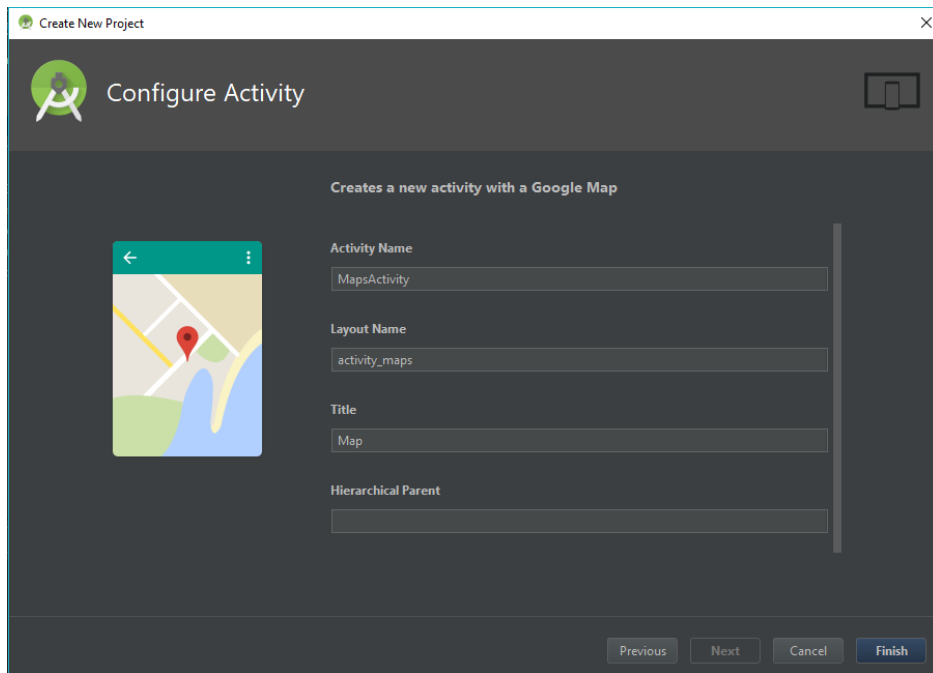 Create New Project
Configure Activity
Creates a new activity with a Google Map
Activity Name
MapsActivity
Layout Name
activity_maps
Title
Map
Hierarchical Parent
Previous Next Cancel Finish